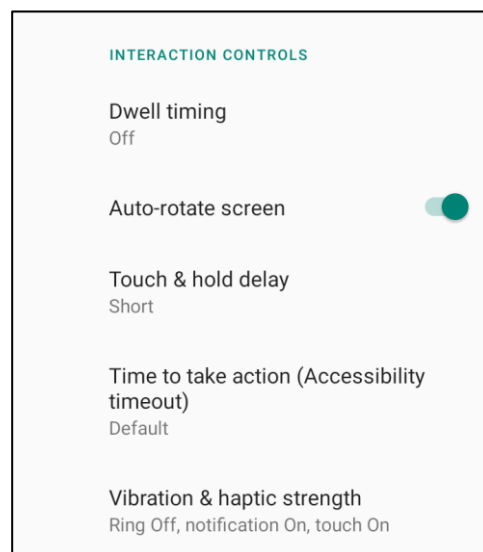 INTERACTION CONTROLS
Dwell timing
Off
Auto-rotate screen
Touch & hold delay
Short
Time to take action (Accessibility
timeout)
Default
Vibration & haptic strength
Ring Off, notification On, touch On